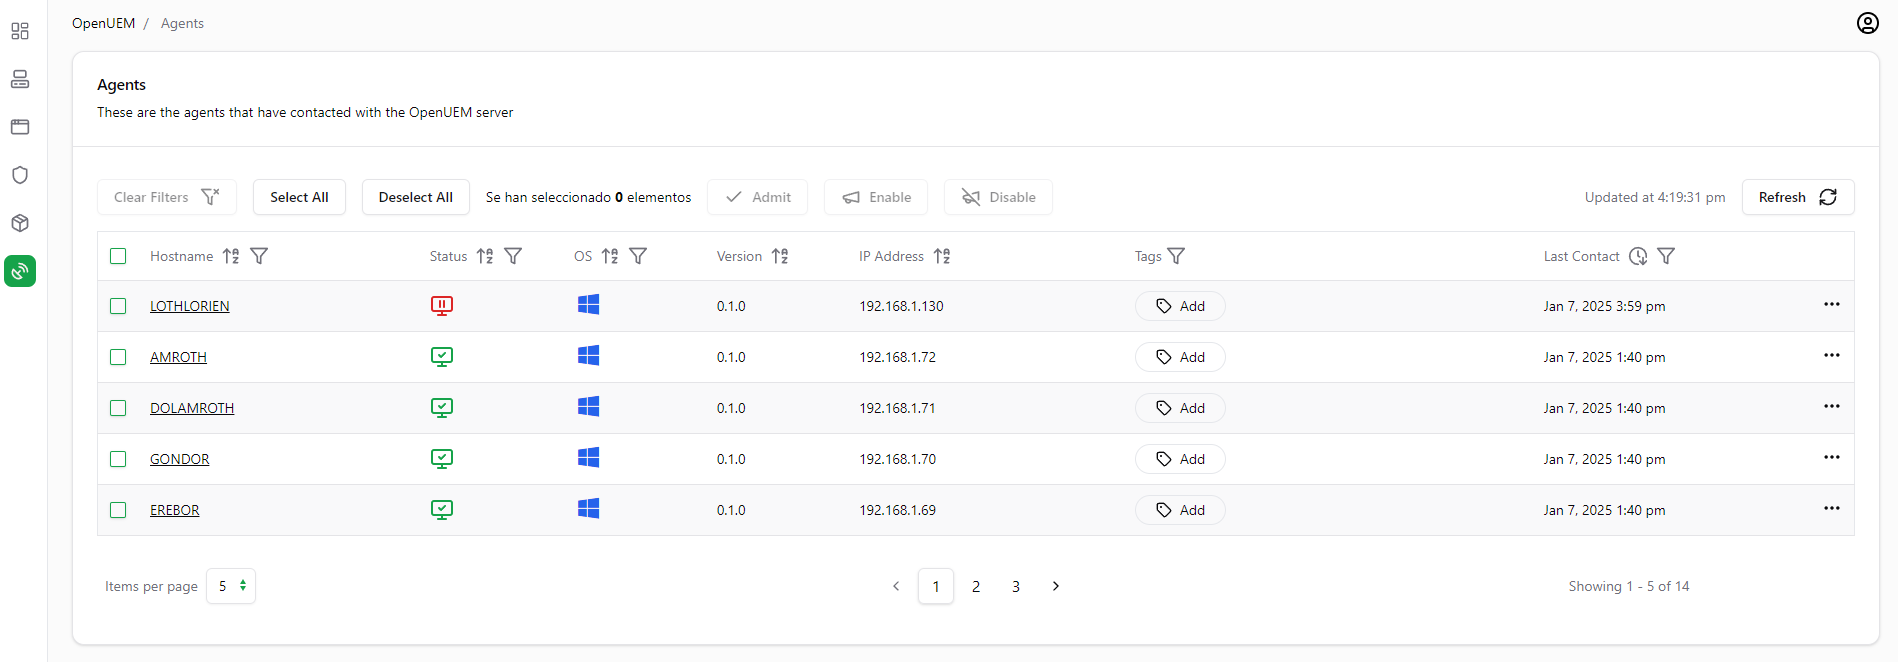 OpenUEM / Agents
Agents
These are the agents that have contacted with the OpenUEM server
Clear Filters Select All Deselect All Se han seleccionado 0 elementos Admit Enable Disable Updated at 4:19:31 pm Refresh
Hostname Status OS Version IP Address Tags Last Contact
LOTHLORIEN 0.1.0 192.168.1.130 Add Jan 7, 2025 3:59 pm
AMROTH 0.1.0 192.168.1.72 Add Jan 7, 2025 1:40 pm
DOLAMROTH 0.1.0 192.168.1.71 Add Jan 7, 2025 1:40 pm
GONDOR 0.1.0 192.168.1.70 Add Jan 7, 2025 1:40 pm
EREBOR 0.1.0 192.168.1.69 Add Jan 7, 2025 1:40 pm
Items per page 5 1 2 3 Showing 1 - 5 of 14